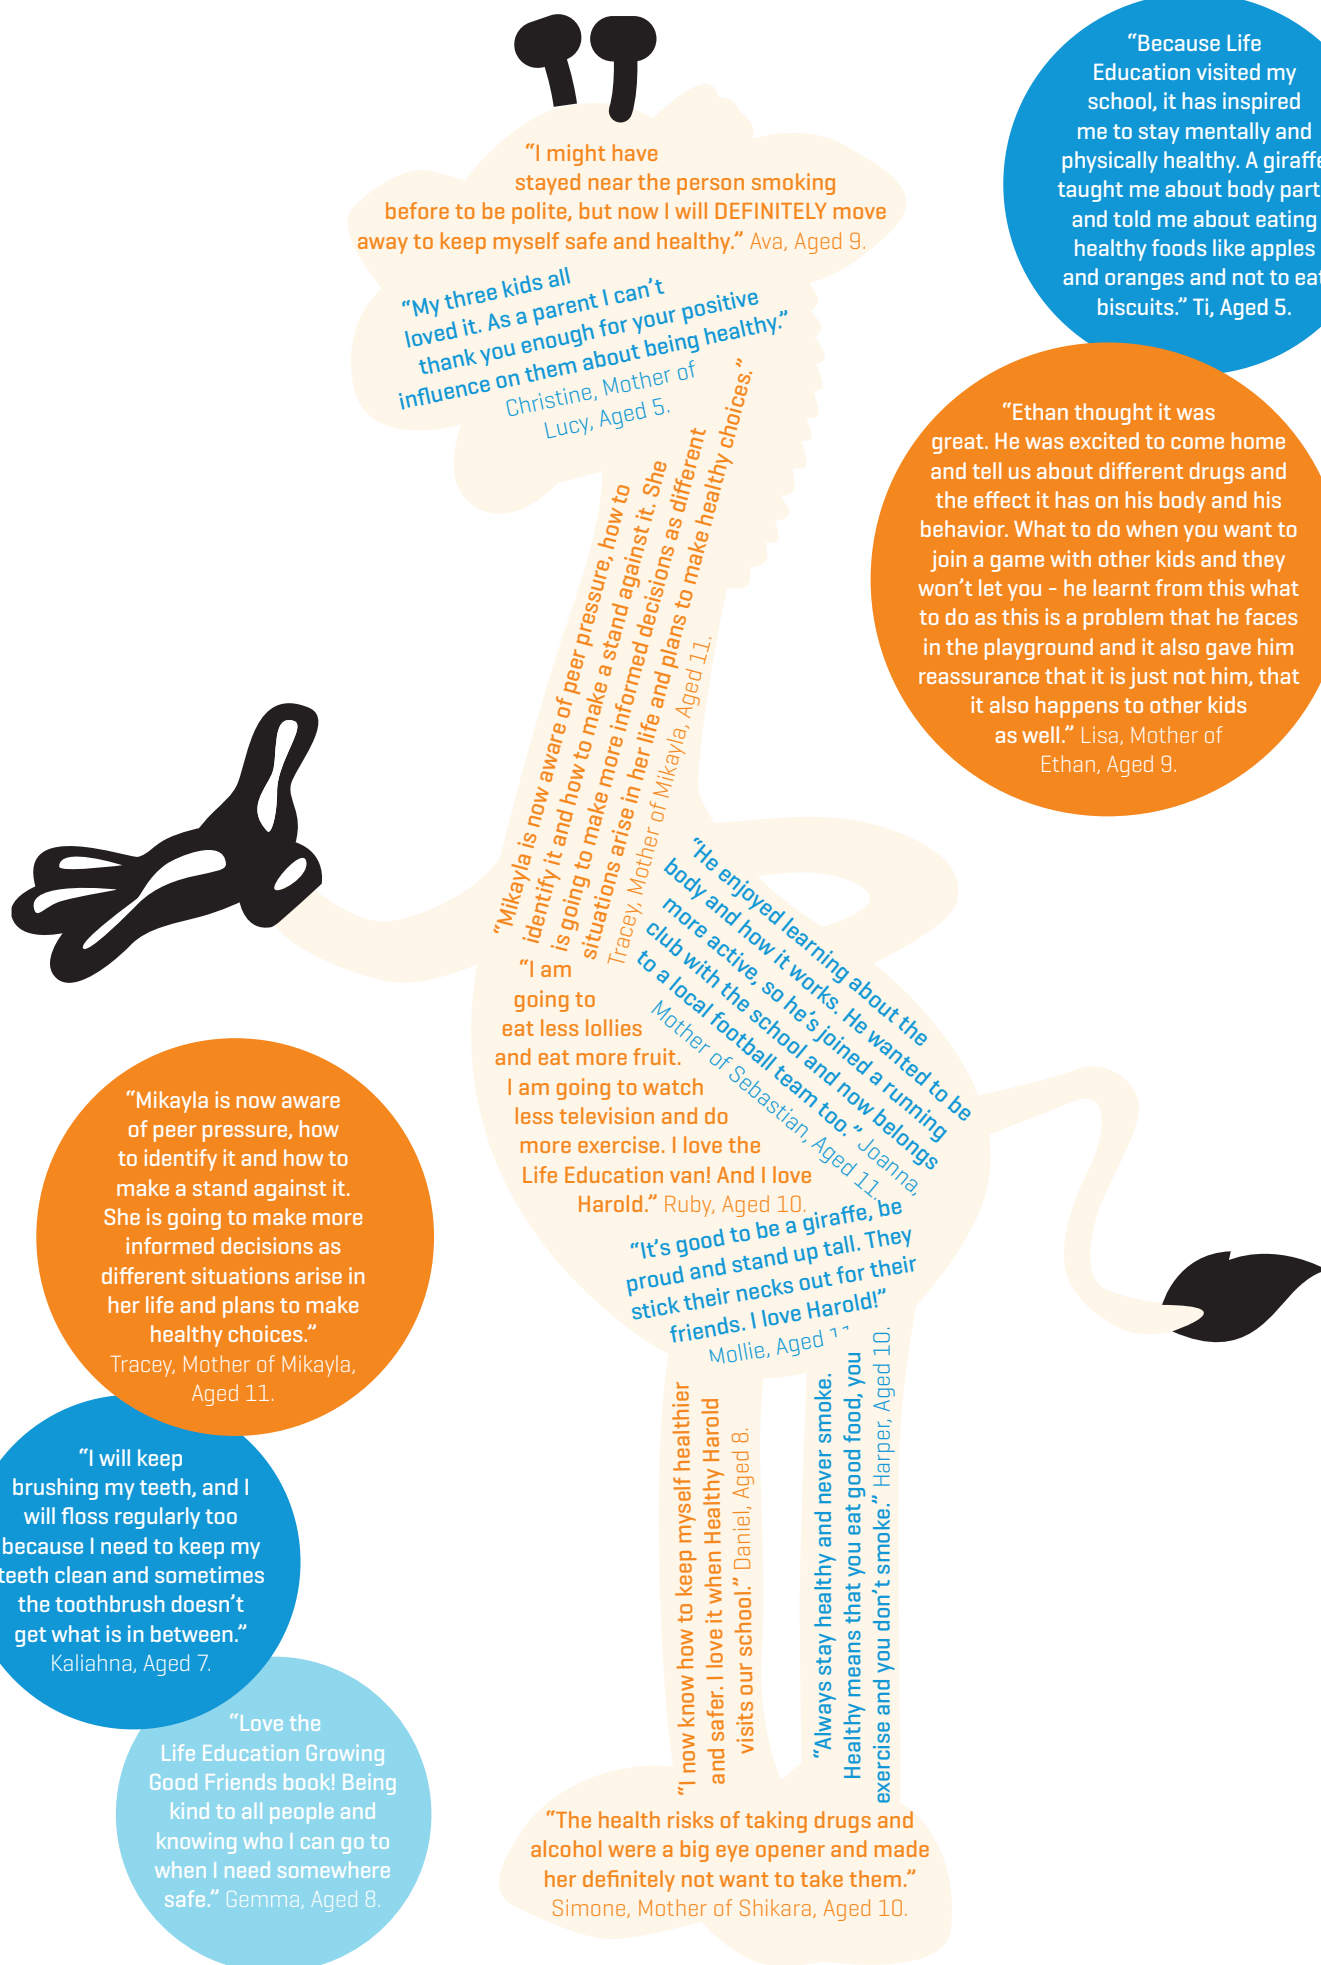 “I might have
stayed near the person smoking
before to be polite, but now I will DEFINITELY move
away to keep myself safe and healthy.” Ava, Aged 9.
“My three kids all
loved it. As a parent I can’t
thank you enough for your positive
influence on them about being healthy.”
Christine, Mother of
Lucy, Aged 5.
“Mikayla is now aware of peer pressure, how to
identify it and how to make a stand against it. She
is going to make more informed decisions as different
situations arise in her life and plans to make healthy choices.”
Tracey, Mother of Mikayla, Aged 11.
“He enjoyed learning about the
body and how it works. He wanted to be
more active, so he’s joined a running
club with the school and now belongs
to a local football team too. ” Joanna,
Mother of Sebastian, Aged 11.
“I am
going to
eat less lollies
and eat more fruit.
I am going to watch
less television and do
more exercise. I love the
Life Education van! And I love
Harold.” Ruby, Aged 10.
“It’s good to be a giraffe, be
proud and stand up tall. They
stick their necks out for their
friends. I love Harold!”
Mollie, Aged 11
“I now know how to keep myself healthier
and safer. I love it when Healthy Harold
visits our school.” Daniel, Aged 8.
“Always stay healthy and never smoke.
Healthy means that you eat good food, you
exercise and you don’t smoke.” Harper, Aged 10.
“The health risks of taking drugs and
alcohol were a big eye opener and made
her definitely not want to take them.”
Simone, Mother of Shikara, Aged 10.
“Because Life
Education visited my
school, it has inspired
me to stay mentally and
physically healthy. A giraffe
taught me about body part
and told me about eating
healthy foods like apples
and oranges and not to eat
biscuits.” Ti, Aged 5.
“Ethan thought it was
great. He was excited to come home
and tell us about different drugs and
the effect it has on his body and his
behavior. What to do when you want to
join a game with other kids and they
won’t let you - he learnt from this what
to do as this is a problem that he faces
in the playground and it also gave him
reassurance that it is just not him, that
it also happens to other kids
as well.” Lisa, Mother of
Ethan, Aged 9.
“Mikayla is now aware
of peer pressure, how
to identify it and how to
make a stand against it.
She is going to make more
informed decisions as
different situations arise in
her life and plans to make
healthy choices.”
Tracey, Mother of Mikayla,
Aged 11.
“I will keep
brushing my teeth, and I
will floss regularly too
because I need to keep my
teeth clean and sometimes
the toothbrush doesn’t
get what is in between.”
Kaliahna, Aged 7.
“Love the
Life Education Growing
Good Friends book! Being
kind to all people and
knowing who I can go to
when I need somewhere
safe.” Gemma, Aged 8.